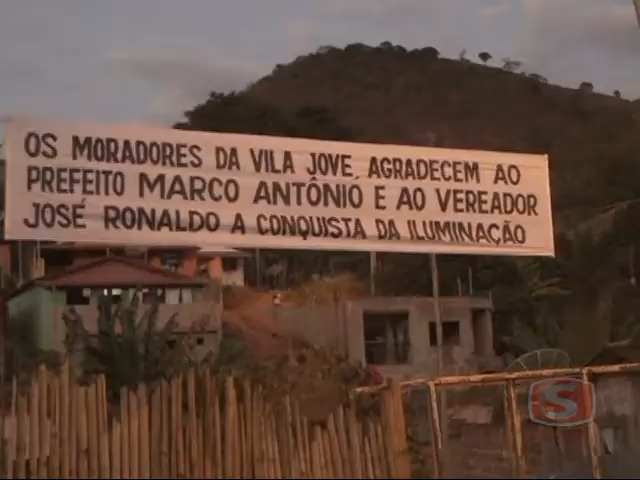 OS MORADORES DA VILA JOVE, AGRADECEM AO
PREFEITO MARCO ANTÔNIO E AO VEREADOR
JOSÉ RONALDO A CONQUISTA DA ILUMINAÇÃO
S